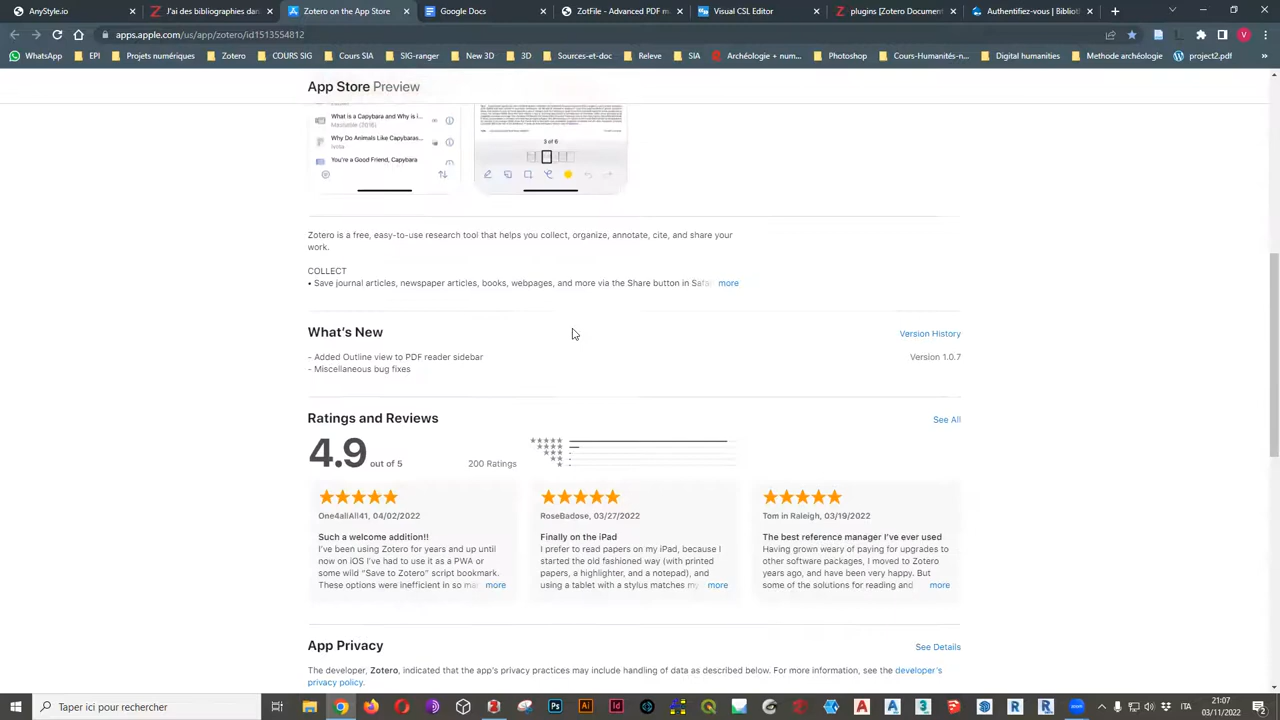 AnyStyle.io
J'ai des bibliographies dan
Zotero dans l'App Store
Google Docs
ZotFile - Advanced PDF m
Visual CSL Editor
plugins [Zotero Document
Authentifiez-vous | Bibliot
apps.apple.com/us/app/zotero/id1513554812
V
WhatsApp
EPI
Projet numériques
Zotero
COURS SIG
Cours SIA
SIG-ranger
New 3D
3D
Sources-et-doc
Releve
SIA
Archéologie + num...
Photoshop
Cours-Humanités-n...
Digital humanities
Météo locale
project2.pdf
App Store Preview
What is a Capybara and Why is i...
Why Do Animals Like Capybaras...
You're a Good Friend, Capybara
3 of 6
Zotero is a free, easy-to-use research tool that helps you collect, organize, annotate, cite, and share your
work.
COLLECT
• Save journal articles, newspaper articles, books, webpages, and more via the Share button in Safa more
What's New
Version History
- Added Outline view to PDF reader sidebar
Version 1.0.7
- Miscellaneous bug fixes
Ratings and Reviews
See All
4.9 out of 5
200 Ratings
One4allAll41, 04/02/2022
Such a welcome addition!!
I've been using Zotero for years and up until
now on iOS I've had to use it as a PWA or
some wild "Save to Zotero" script bookmark.
These options were inefficient in so ma more
RoseBadose, 03/27/2022
Finally on the iPad
I prefer to read papers on my iPad, because I
started the old fashioned way (with printed
papers, a highlighter, and a notepad), and
using a tablet with a stylus matches my more
Tom in Raleigh, 03/19/2022
The best reference manager I've ever used
Having grown weary of paying for upgrades to
other software packages, I moved to Zotero
years ago, and have been very happy. But
some of the solutions for reading and more
App Privacy
See Details
The developer, Zotero, indicated that the app's privacy practices may include handling of data as described below. For more information, see the developer's
privacy policy.
Taper ici pour rechercher
ITA
21:07
03/11/2022